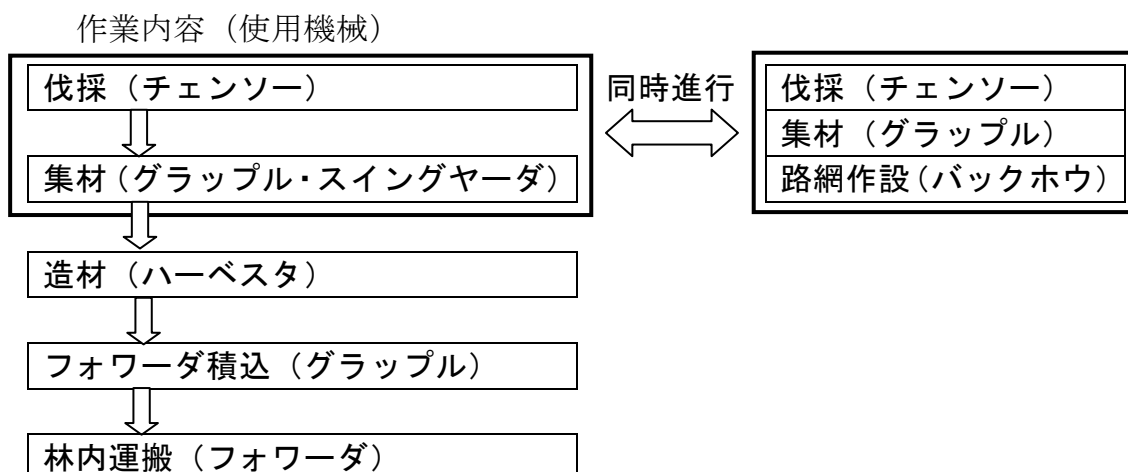 作業内容（使用機械）
伐採（チェンソー）
集材（グラップル・スイングヤーダ）
同時進行
伐採（チェンソー）
集材（グラップル）
路網作設（バックホウ）
造材（ハーベスタ）
フォワーダ積込（グラップル）
林内運搬（フォワーダ）